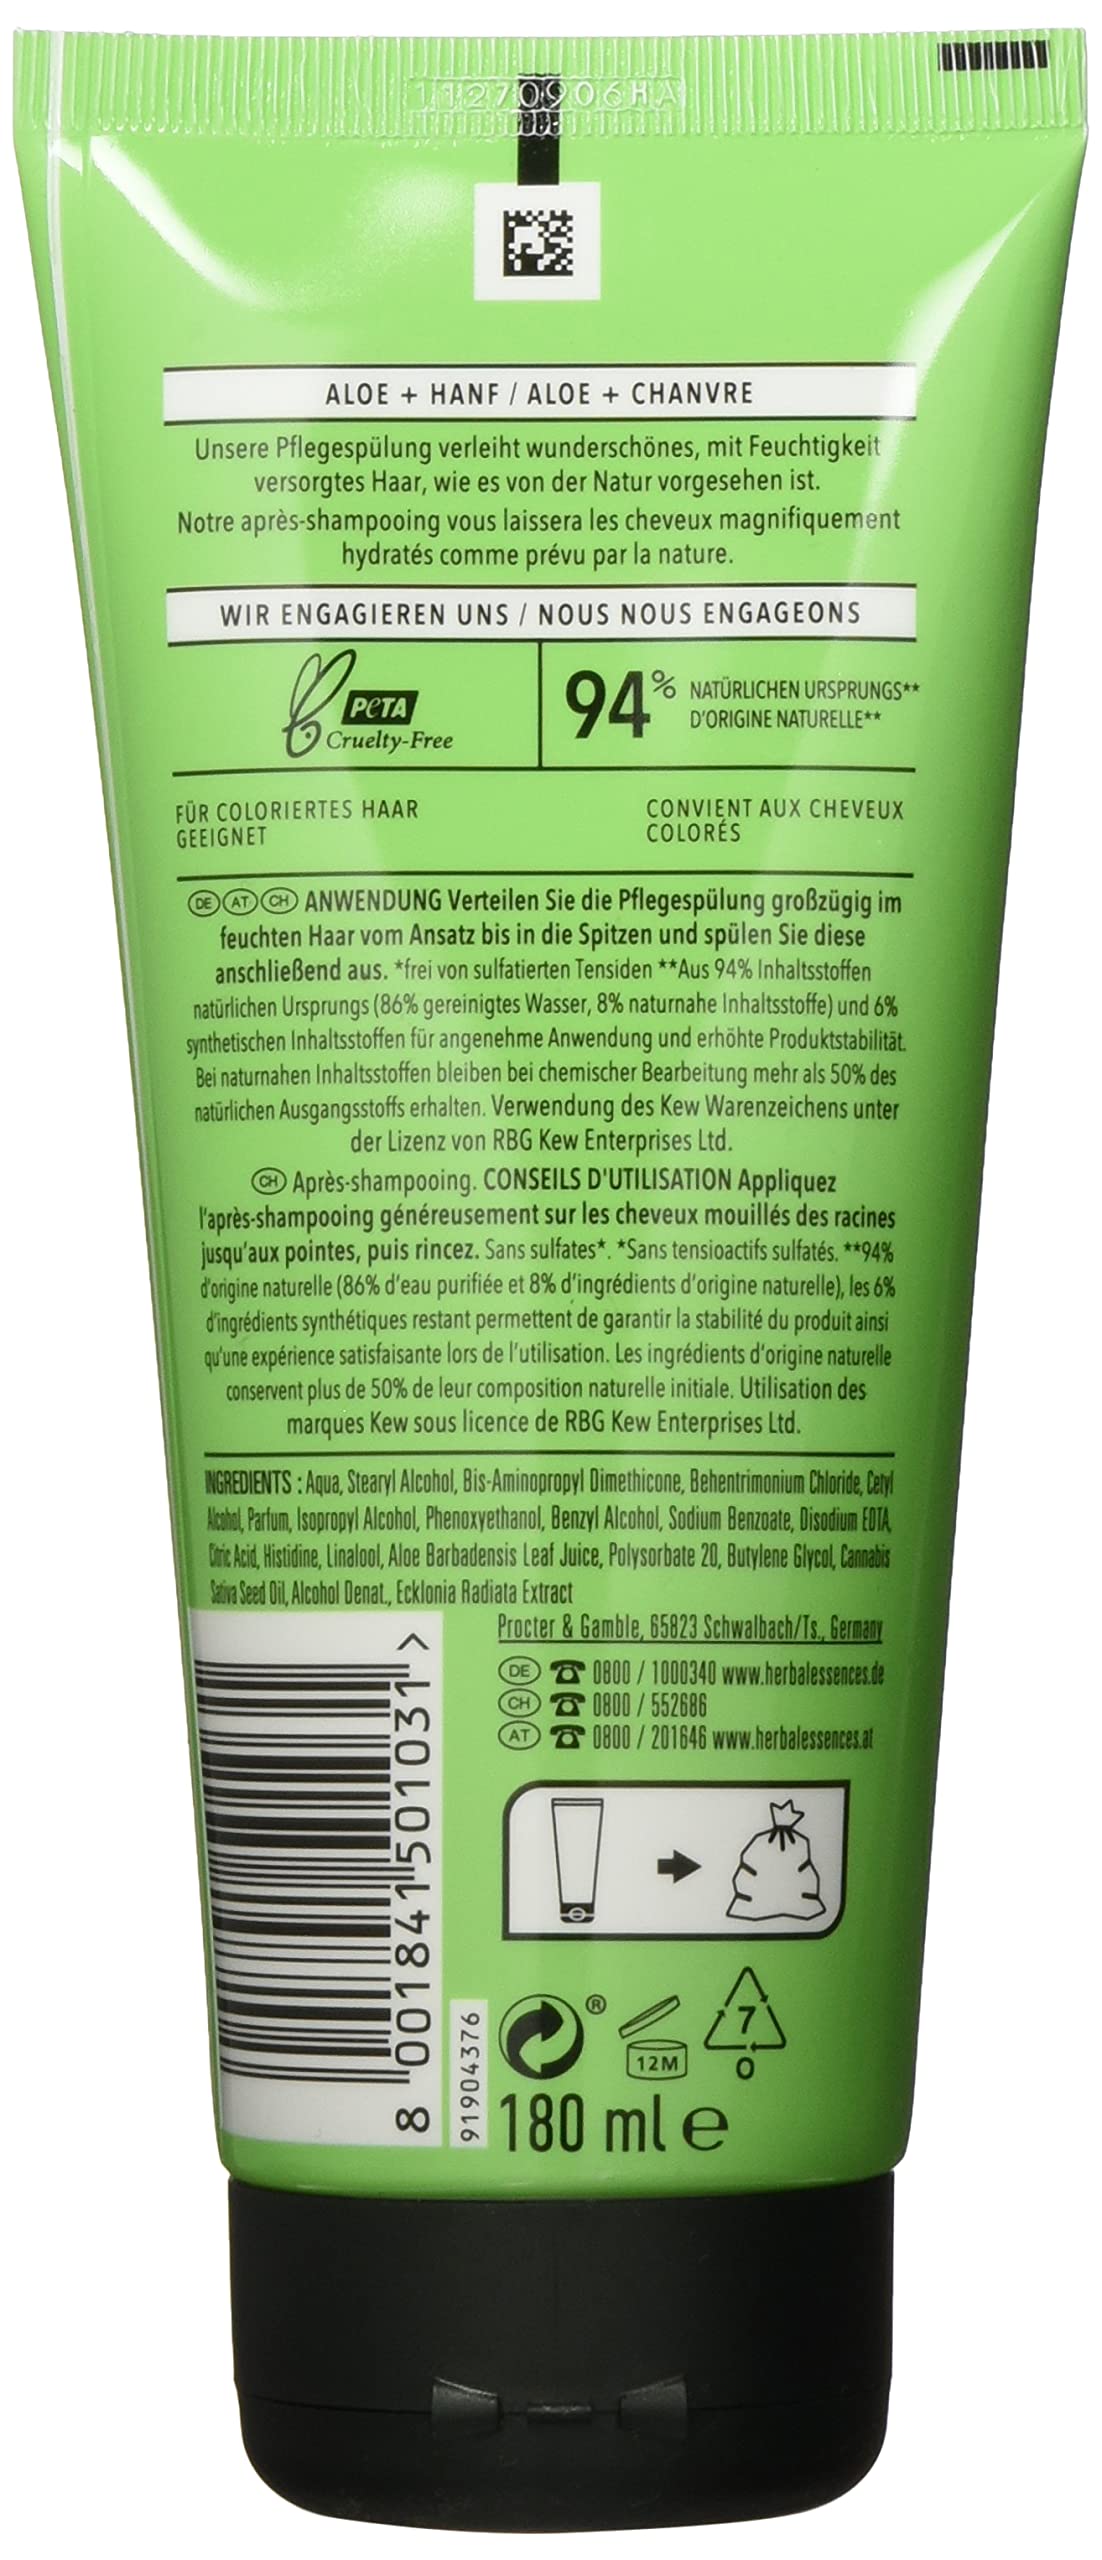 11270906HA
ALOE + HANF / ALOE + CHANVRE
Unsere Pflegespülung verleiht wunderschönes, mit Feuchtigkeit
versorgtes Haar, wie es von der Natur vorgesehen ist.
Notre après-shampooing vous laissera les cheveux magnifiquement
hydratés comme prévu par la nature.
WIR ENGAGIEREN UNS / NOUS NOUS ENGAGEONS
PETA
Cruelty-Free
94% NATÜRLICHEN URSPRUNGS**
D'ORIGINE NATURELLE**
FÜR COLORIERTES HAAR
GEEIGNET
CONVIENT AUX CHEVEUX
COLORÉS
DE AT CH ANWENDUNG Verteilen Sie die Pflegespülung großzügig im
feuchten Haar vom Ansatz bis in die Spitzen und spülen Sie diese
anschließend aus. *frei von sulfatierten Tensiden **Aus 94% Inhaltsstoffen
natürlichen Ursprungs (86% gereinigtes Wasser, 8% naturnahe Inhaltsstoffe) und 6%
synthetischen Inhaltsstoffen für angenehme Anwendung und erhöhte Produktstabilität.
Bei naturnahen Inhaltsstoffen bleiben bei chemischer Bearbeitung mehr als 50% des
natürlichen Ausgangsstoffs erhalten. Verwendung des Kew Warenzeichens unter
der Lizenz von RBG Kew Enterprises Ltd.
CH Après-shampooing. CONSEILS D'UTILISATION Appliquez
l'après-shampooing généreusement sur les cheveux mouillés des racines
jusqu'aux pointes, puis rincez. Sans sulfates*. *Sans tensioactifs sulfatés. **94%
d'origine naturelle (86% d'eau purifiée et 8% d'ingrédients d'origine naturelle), les 6%
d'ingrédients synthétiques restant permettent de garantir la stabilité du produit ainsi
qu'une expérience satisfaisante lors de l'utilisation. Les ingrédients d'origine naturelle
conservent plus de 50% de leur composition naturelle initiale. Utilisation des
marques Kew sous licence de RBG Kew Enterprises Ltd.
INGREDIENTS : Aqua, Stearyl Alcohol, Bis-Aminopropyl Dimethicone, Behentrimonium Chloride, Cetyl
Alcohol, Parfum, Isopropyl Alcohol, Phenoxyethanol, Benzyl Alcohol, Sodium Benzoate, Disodium EDTA,
Citric Acid, Histidine, Linalool, Aloe Barbadensis Leaf Juice, Polysorbate 20, Butylene Glycol, Cannabis
Sativa Seed Oil, Alcohol Denat., Ecklonia Radiata Extract
Procter & Gamble, 65823 Schwalbach/Ts., Germany
DE ☎ 0800 / 1000340 www.herbalessences.de
CH ☎ 0800 / 552686
AT ☎ 0800 / 201646 www.herbalessences.at
8 001841 501031 >
91904376
®
12M
7
O
180 ml e